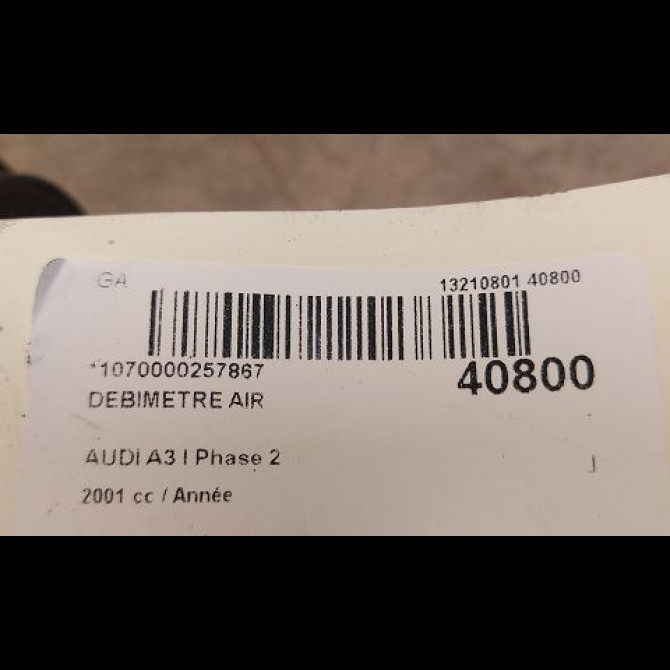 GA 13210801 40800
*1070000257867 40800
DEBIMETRE AIR
AUDI A3 I Phase 2 J
2001 cc / Année